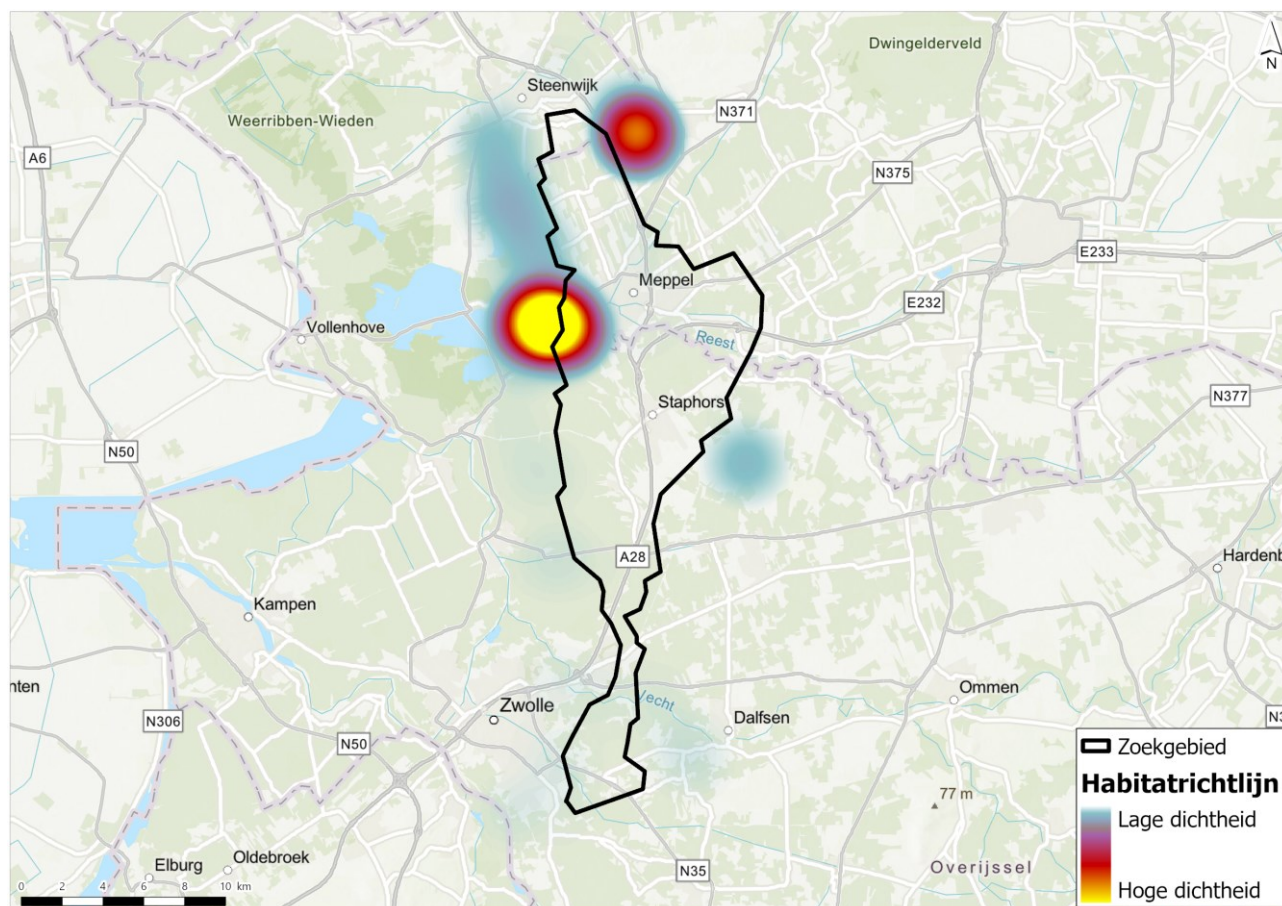 Dwingelderveld
N
Steenwijk
N371
Weerribben-Wieden
A6
N375
E233
Meppel
E232
Vollenhove
Reest
N377
Staphors
N50
A28
Hardenb
Kampen
nten
Ommen
N306
Zwolle
Vecht
Dalfsen
N3
N50
Zoekgebied
Habitatrichtlijn
77 m
Lage dichtheid
Elburg
Oldebroek
N35
Overijssel
Hoge dichtheid
0 2 4 6 8 10 km